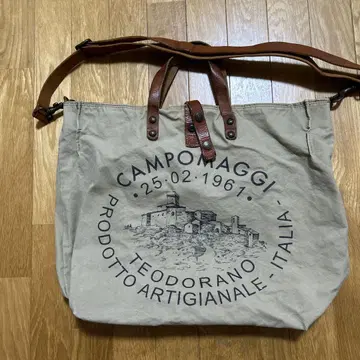 CAMPOMAGGI
· 25·02·1961 ·
TEODORANO
PRODOTTO ARTIGIANALE - ITALIA -